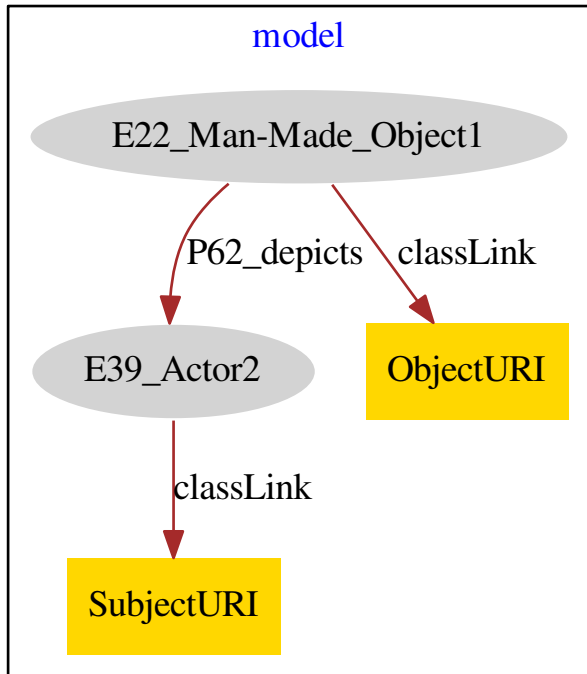 model
E22_Man-Made_Object1
P62_depicts
classLink
E39_Actor2
ObjectURI
classLink
SubjectURI